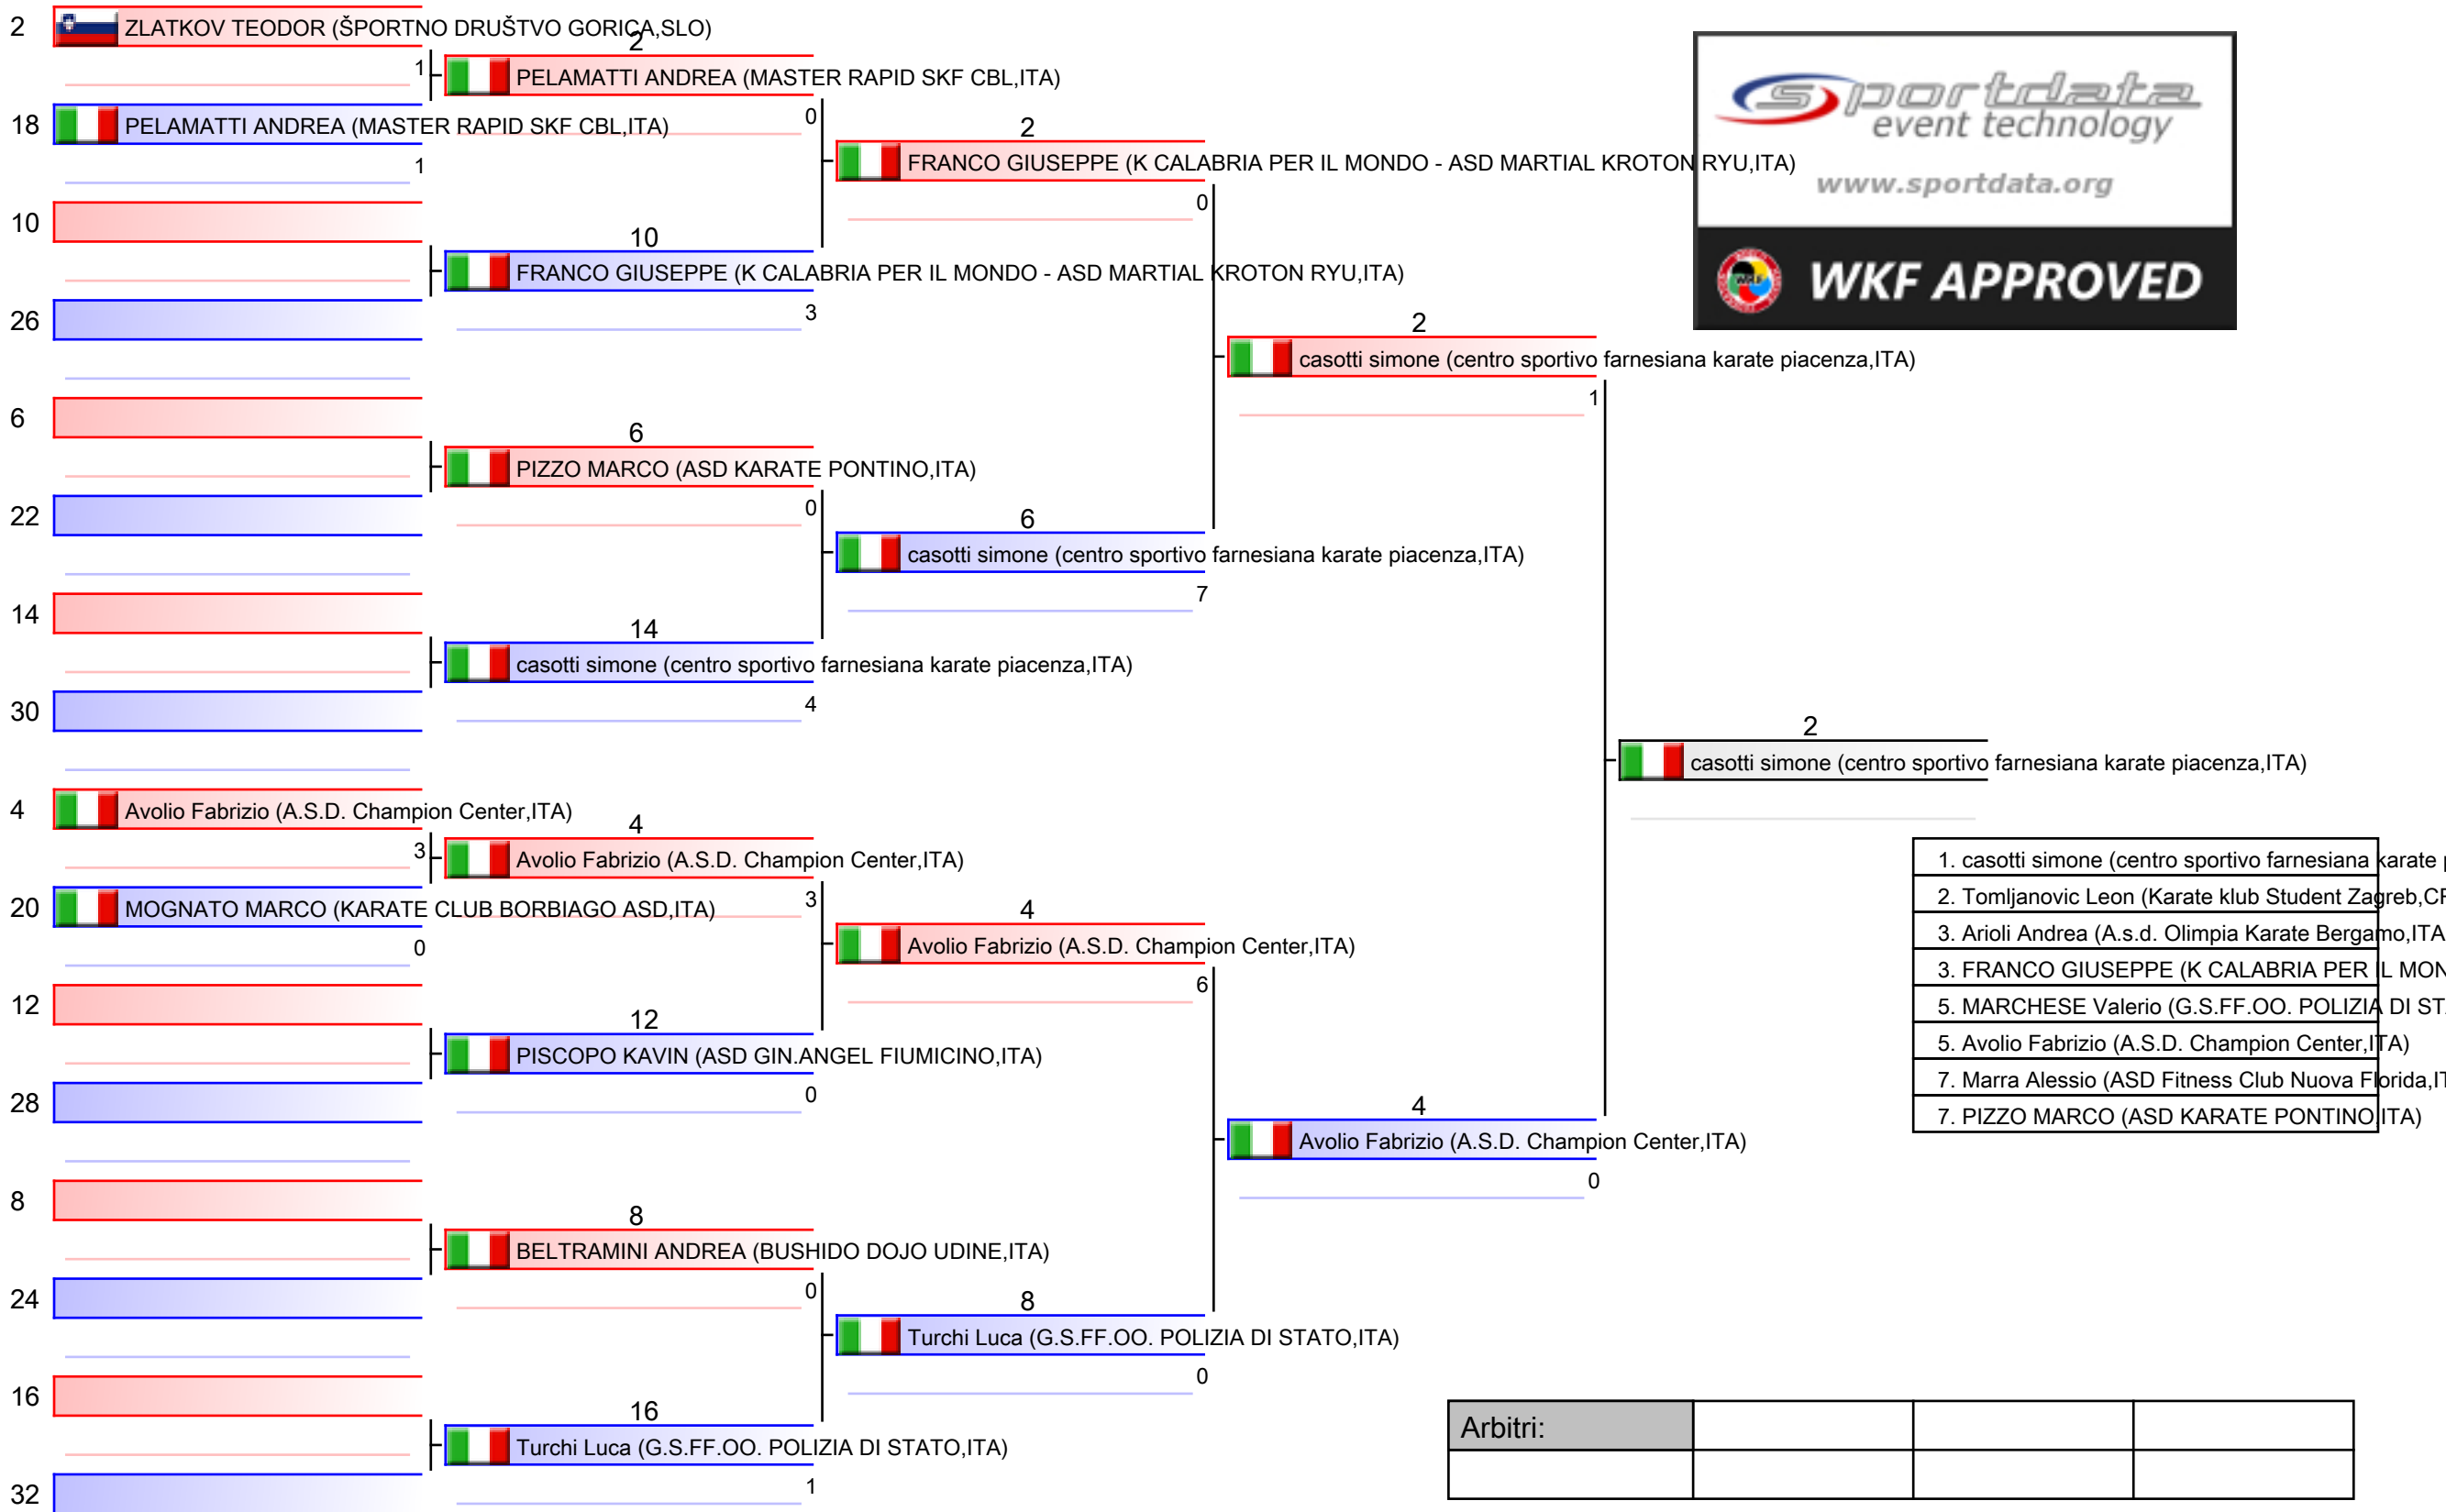 2 ZLATKOV TEODOR (ŠPORTNO DRUŠTVO GORICA,SLO)
1
2
PELAMATTI ANDREA (MASTER RAPID SKF CBL,ITA)
0
18 PELAMATTI ANDREA (MASTER RAPID SKF CBL,ITA)
1
2
FRANCO GIUSEPPE (K CALABRIA PER IL MONDO - ASD MARTIAL KROTON RYU,ITA)
0
10
10
FRANCO GIUSEPPE (K CALABRIA PER IL MONDO - ASD MARTIAL KROTON RYU,ITA)
3
26
2
casotti simone (centro sportivo farnesiana karate piacenza,ITA)
1
6
6
PIZZO MARCO (ASD KARATE PONTINO,ITA)
0
22
6
casotti simone (centro sportivo farnesiana karate piacenza,ITA)
7
14
14
casotti simone (centro sportivo farnesiana karate piacenza,ITA)
4
30
2
casotti simone (centro sportivo farnesiana karate piacenza,ITA)
4 Avolio Fabrizio (A.S.D. Champion Center,ITA)
3
4
Avolio Fabrizio (A.S.D. Champion Center,ITA)
3
20 MOGNATO MARCO (KARATE CLUB BORBIAGO ASD,ITA)
0
4
Avolio Fabrizio (A.S.D. Champion Center,ITA)
6
12
12
PISCOPO KAVIN (ASD GIN.ANGEL FIUMICINO,ITA)
0
28
4
Avolio Fabrizio (A.S.D. Champion Center,ITA)
0
8
8
BELTRAMINI ANDREA (BUSHIDO DOJO UDINE,ITA)
0
24
8
Turchi Luca (G.S.FF.OO. POLIZIA DI STATO,ITA)
0
16
16
Turchi Luca (G.S.FF.OO. POLIZIA DI STATO,ITA)
1
32
sportdata
event technology
www.sportdata.org
WKF APPROVED
1. casotti simone (centro sportivo farnesiana karate
2. Tomljanovic Leon (Karate klub Student Zagreb,
3. Arioli Andrea (A.s.d. Olimpia Karate Bergamo,ITA
3. FRANCO GIUSEPPE (K CALABRIA PER IL MON
5. MARCHESE Valerio (G.S.FF.OO. POLIZIA DI ST
5. Avolio Fabrizio (A.S.D. Champion Center,ITA)
7. Marra Alessio (ASD Fitness Club Nuova Florida,
7. PIZZO MARCO (ASD KARATE PONTINO,ITA)
Arbitri: